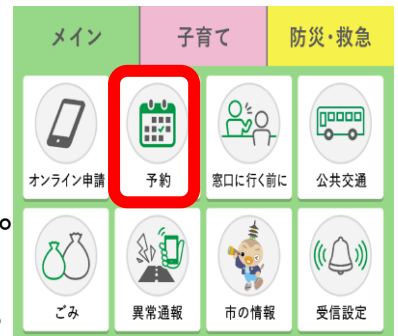 メイン
子育て
防災・救急
オンライン申請
予約
窓口に行く前に
公共交通
ごみ
異常通報
市の情報
受信設定